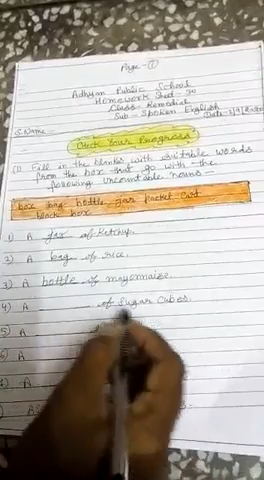 Page - ①
Adhyan Public School
Homework Sheet - 30
Class - Remedial
Sub - Spoken English
Date -
S.Name
Check Your Progress
(1) Fill in the blanks with suitable words
from the box that go with the
following uncountable nouns -
box bag bottle jar packet
black box
1) A jar of Ketchup.
2) A bag of rice.
3) A bottle of mayonnaise.
4) A ______ of Sugar Cubes.
5) A
6) A
7) A
) A